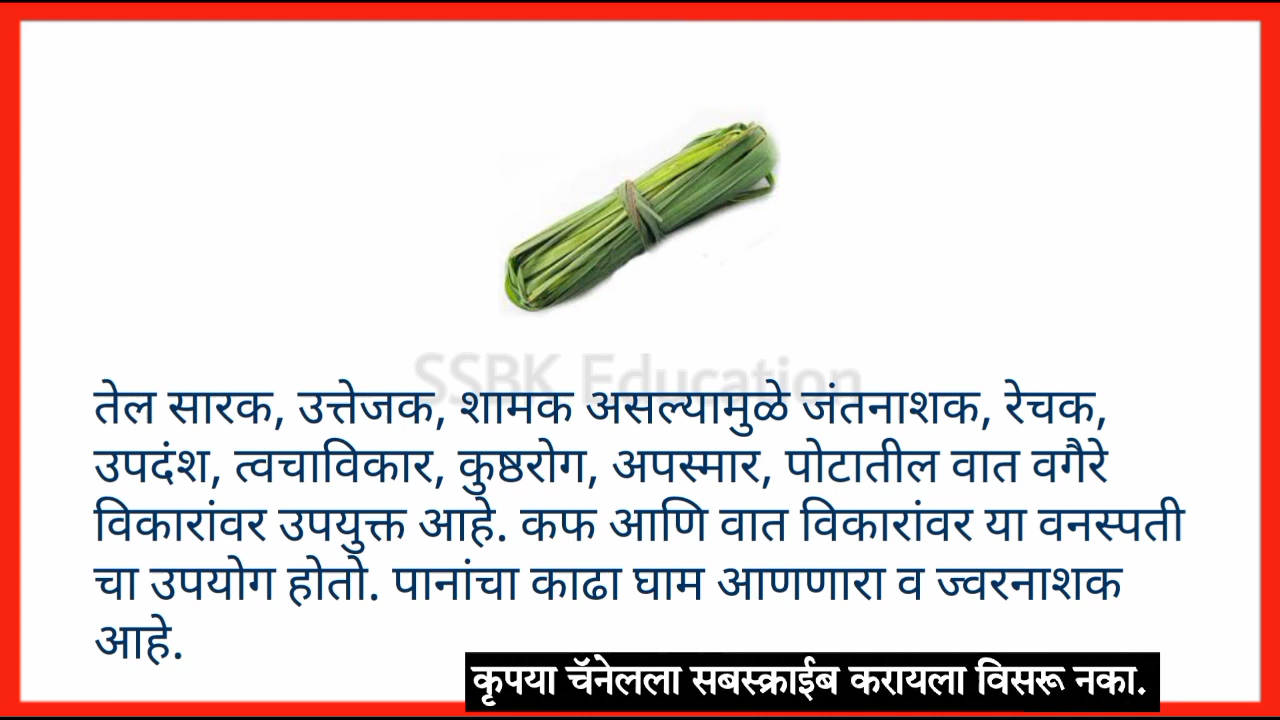 SSBK Education
तेल सारक, उत्तेजक, शामक असल्यामुळे जंतनाशक, रेचक,
उपदंश, त्वचाविकार, कुष्ठरोग, अपस्मार, पोटातील वात वगैरे
विकारांवर उपयुक्त आहे. कफ आणि वात विकारांवर या वनस्पती
चा उपयोग होतो. पानांचा काढा घाम आणणारा व ज्वरनाशक
आहे.
कृपया चॅनेलला सबस्क्राईब करायला विसरू नका.